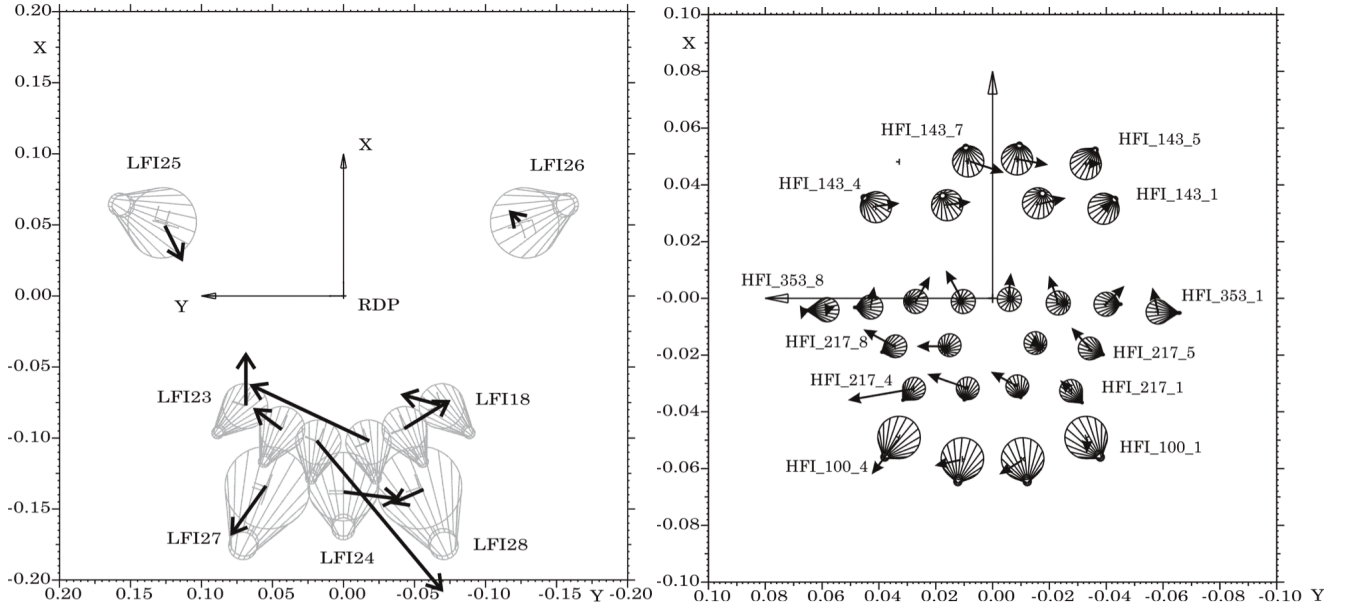 0.20
X
0.15
X
0.10
LFI25
LFI26
0.05
0.00
Y
RDP
-0.05
LFI23
LFI18
-0.10
-0.15
LFI27
LFI24
LFI28
-0.20
0.20 0.15 0.10 0.05 0.00 -0.05 -0.10 -0.15 Y -0.20
0.10
X
0.08
0.06
HFI_143_7
HFI_143_5
0.04
HFI_143_4
HFI_143_1
0.02
HFI_353_8
-0.00
HFI_353_1
HFI_217_8
-0.02
HFI_217_5
HFI_217_4
HFI_217_1
-0.04
HFI_100_1
HFI_100_4
-0.06
-0.08
-0.10
0.10 0.08 0.06 0.04 0.02 0.00 -0.02 -0.04 -0.06 -0.08 -0.10 Y